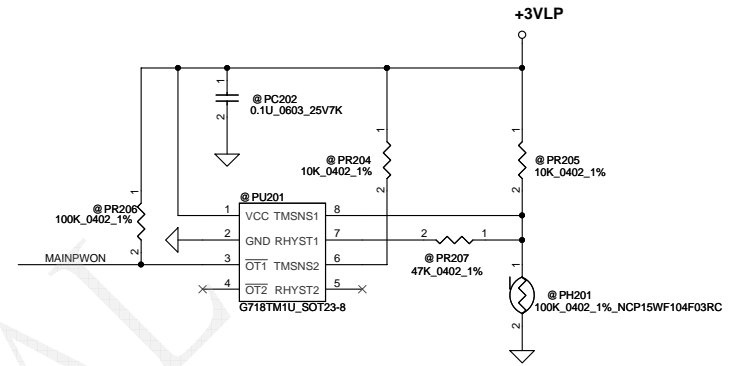 +3VLP
1
@ PC202
0.1U_0603_25V7K
2
1
@ PR204
10K_0402_1%
2
1
@ PR205
10K_0402_1%
2
1
@ PR206
100K_0402_1%
2
@ PU201
1 VCC TMSNS1 8
2 GND RHYST1 7
3 OT1 TMSNS2 6
4 OT2 RHYST2 5
G718TM1U_SOT23-8
MAINPWON
2 1
@ PR207
47K_0402_1%
1
@ PH201
100K_0402_1%_NCP15WF104F03RC
2